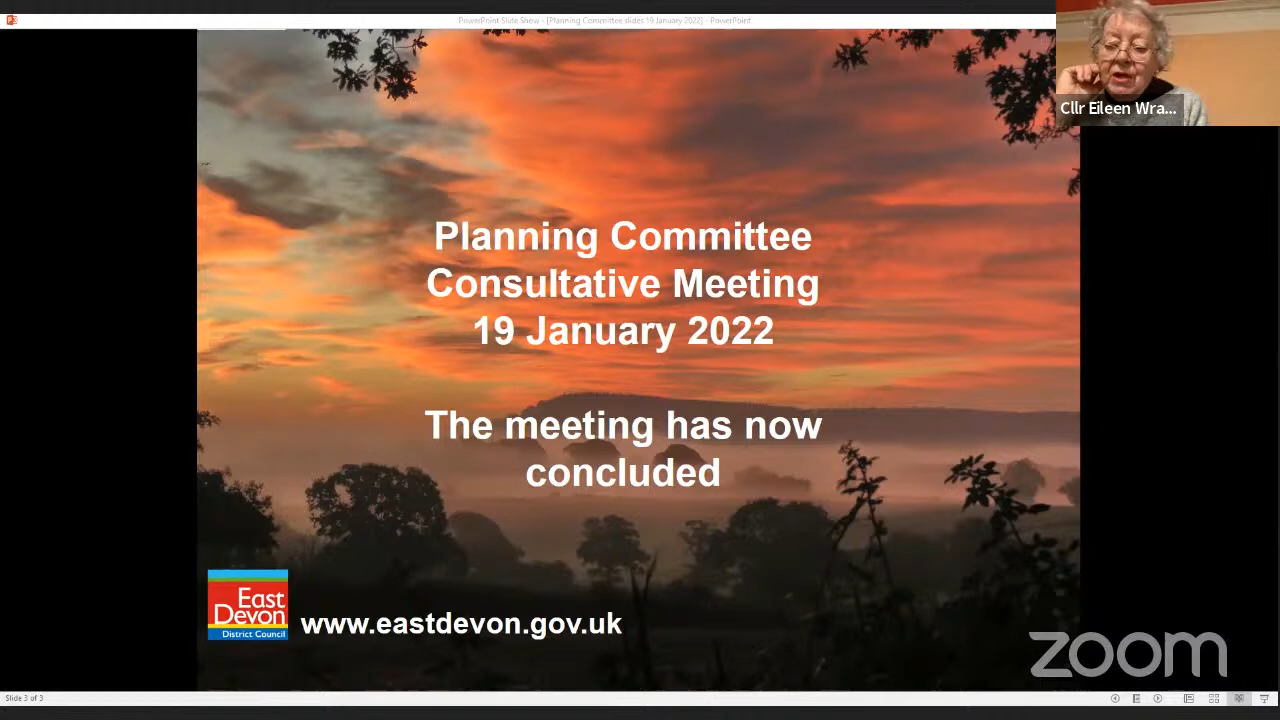 PowerPoint Slide Show - [Planning Committee slides 19 January 2022] - PowerPoint
Cllr Eileen Wra...
Planning Committee
Consultative Meeting
19 January 2022
The meeting has now
concluded
East
Devon
District Council
www.eastdevon.gov.uk
zoom
Slide 3 of 3